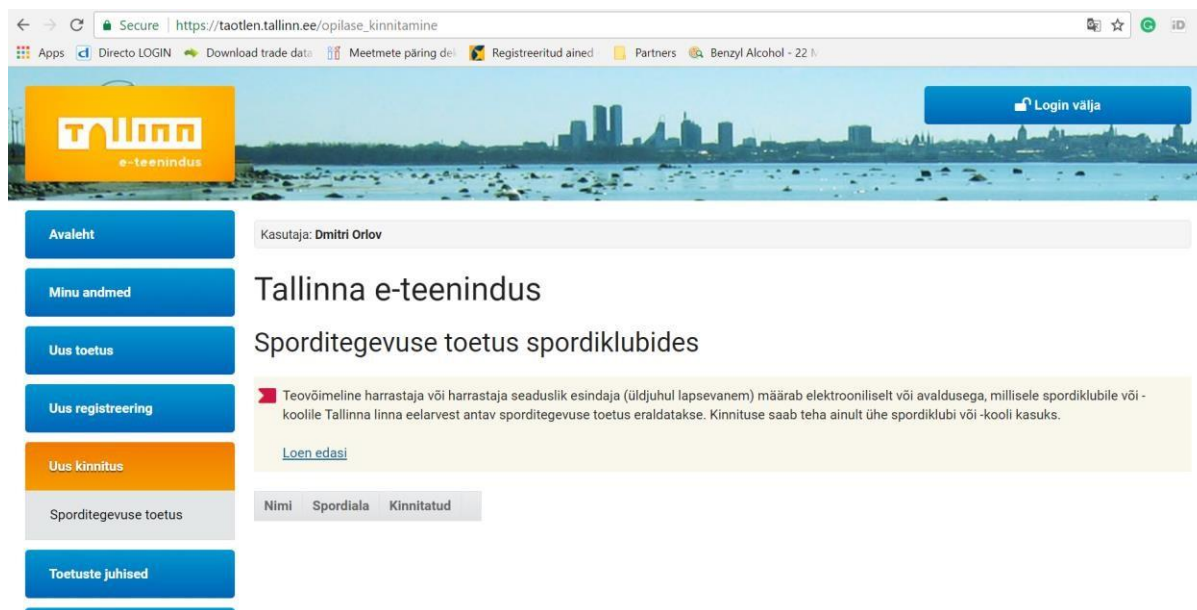 Secure
https://taotlen.tallinn.ee/opilase_kinnitamine
Apps
Directo LOGIN
Download trade data
Meetmete päring de
Registreeritud ained
Partners
Benzyl Alcohol - 22
TALLINN
e-teenindus
Login välja
Avaleht
Minu andmed
Uus toetus
Uus registreering
Uus kinnitus
Sporditegevuse toetus
Toetuste juhised
Kasutaja: Dmitri Orlov
Tallinna e-teenindus
Sporditegevuse toetus spordiklubides
Teovõimeline harrastaja või harrastaja seaduslik esindaja (üldjuhul lapsevanem) määrab elektrooniliselt või avaldusega, millisele spordiklubile või -
koolile Tallinna linna eelarvest antav sporditegevuse toetus eraldatakse. Kinnituse saab teha ainult ühe spordiklubi või -kooli kasuks.
Loen edasi
Nimi Spordiala Kinnitatud